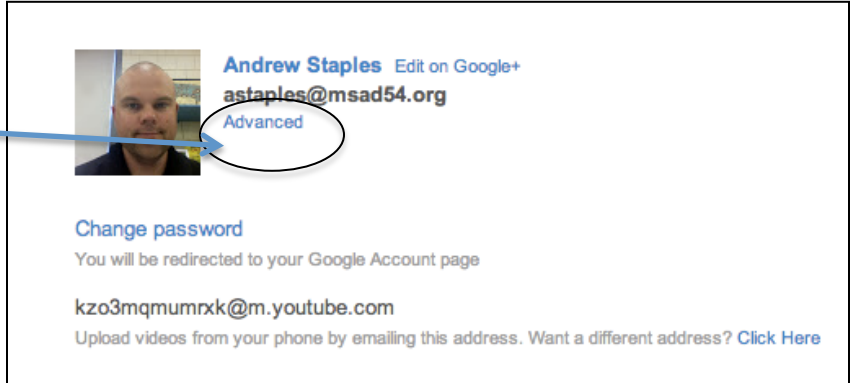 Andrew Staples Edit on Google+
astaples@msad54.org
Advanced
Change password
You will be redirected to your Google Account page
kzo3mqmumrxk@m.youtube.com
Upload videos from your phone by emailing this address. Want a different address? Click Here